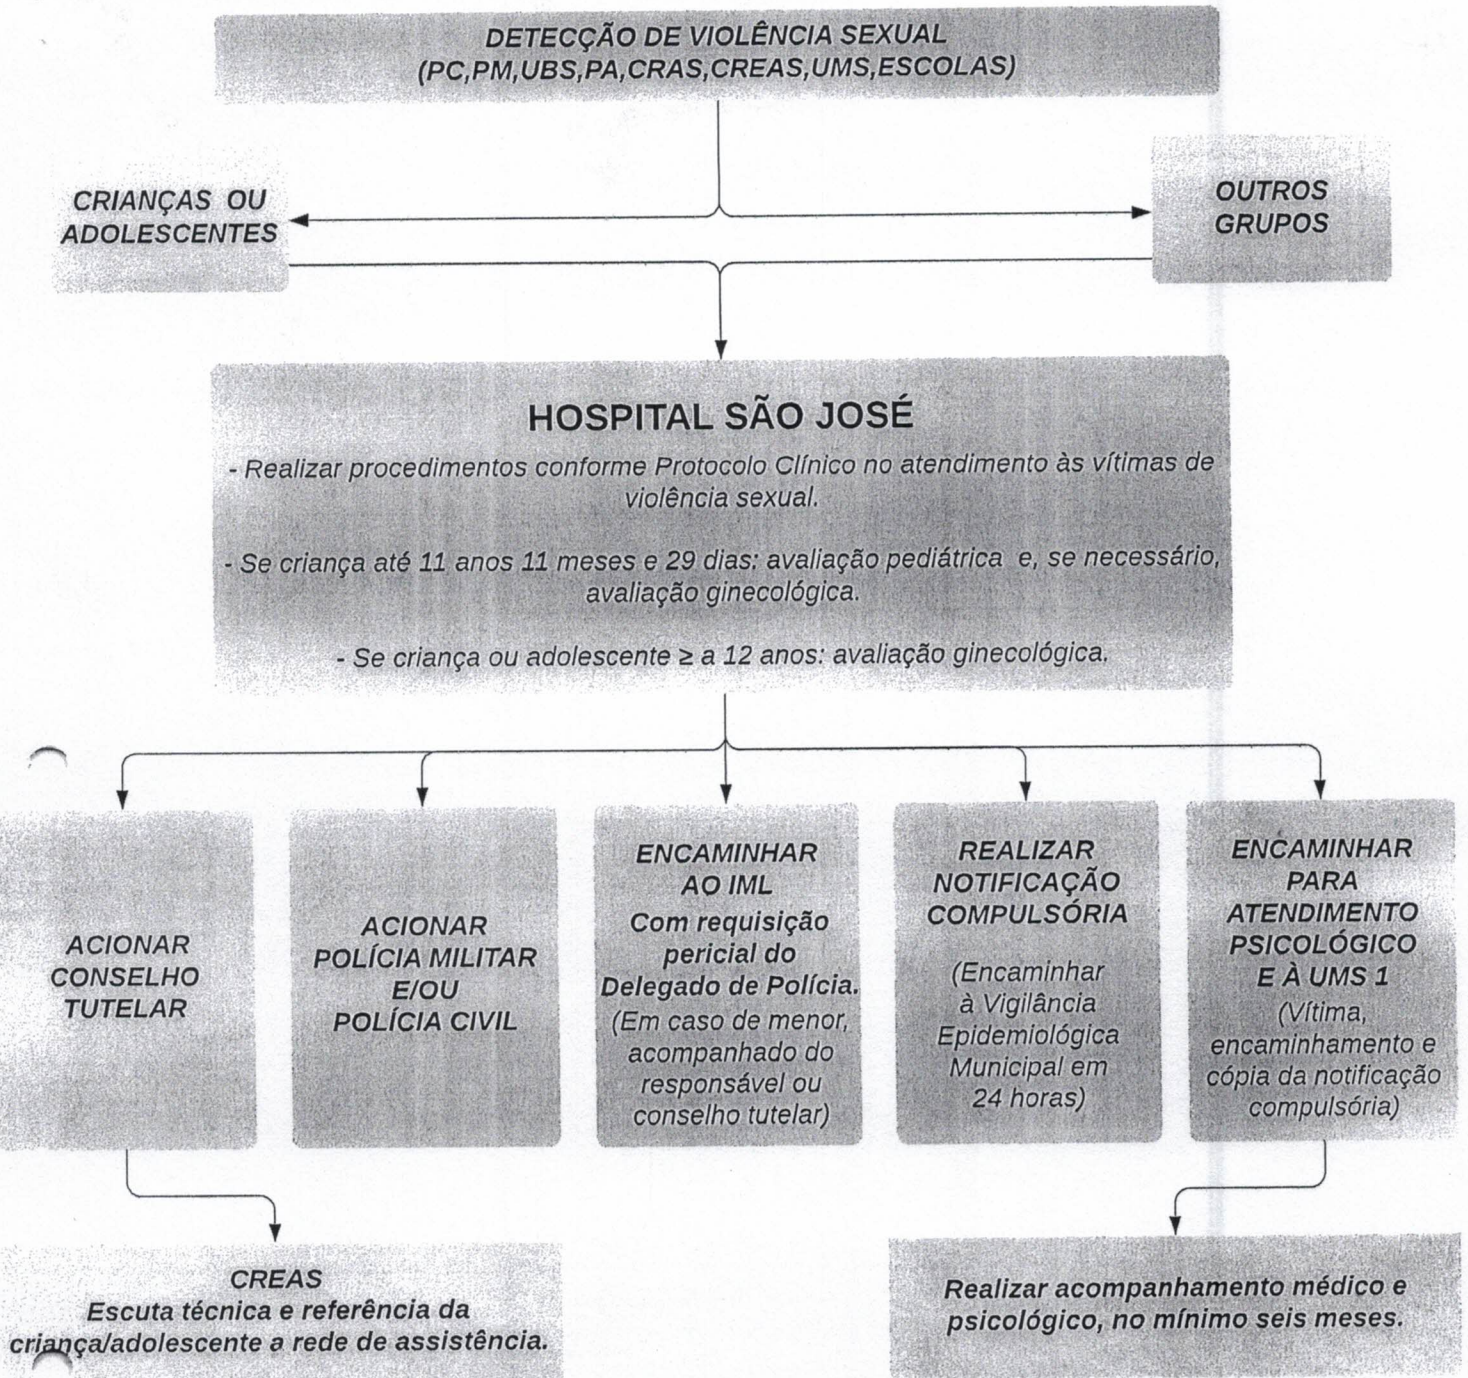 DETECÇÃO DE VIOLÊNCIA SEXUAL
(PC,PM,UBS,PA,CRAS,CREAS,UMS,ESCOLAS)
CRIANÇAS OU
ADOLESCENTES
OUTROS
GRUPOS
HOSPITAL SÃO JOSÉ
- Realizar procedimentos conforme Protocolo Clínico no atendimento às vítimas de
violência sexual.
- Se criança até 11 anos 11 meses e 29 dias: avaliação pediátrica e, se necessário,
avaliação ginecológica.
- Se criança ou adolescente ≥ a 12 anos: avaliação ginecológica.
ACIONAR
CONSELHO
TUTELAR
ACIONAR
POLÍCIA MILITAR
E/OU
POLÍCIA CIVIL
ENCAMINHAR
AO IML
Com requisição
pericial do
Delegado de Polícia.
(Em caso de menor,
acompanhado do
responsável ou
conselho tutelar)
REALIZAR
NOTIFICAÇÃO
COMPULSÓRIA
(Encaminhar
à Vigilância
Epidemiológica
Municipal em
24 horas)
ENCAMINHAR
PARA
ATENDIMENTO
PSICOLÓGICO
E À UMS 1
(Vítima,
encaminhamento e
cópia da notificação
compulsória)
CREAS
Escuta técnica e referência da
criança/adolescente a rede de assistência.
Realizar acompanhamento médico e
psicológico, no mínimo seis meses.